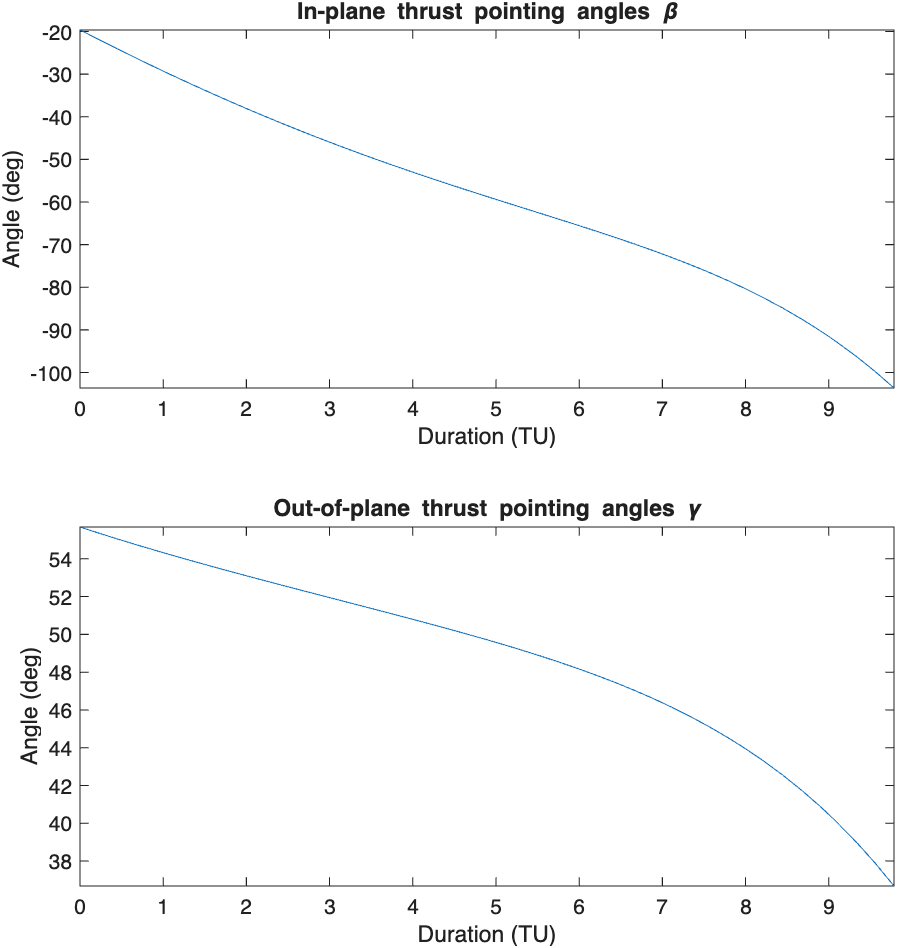 In-plane thrust pointing angles β
-20
-30
-40
-50
-60
-70
-80
-90
-100
Angle (deg)
0 1 2 3 4 5 6 7 8 9
Duration (TU)
Out-of-plane thrust pointing angles γ
54
52
50
48
46
44
42
40
38
Angle (deg)
0 1 2 3 4 5 6 7 8 9
Duration (TU)